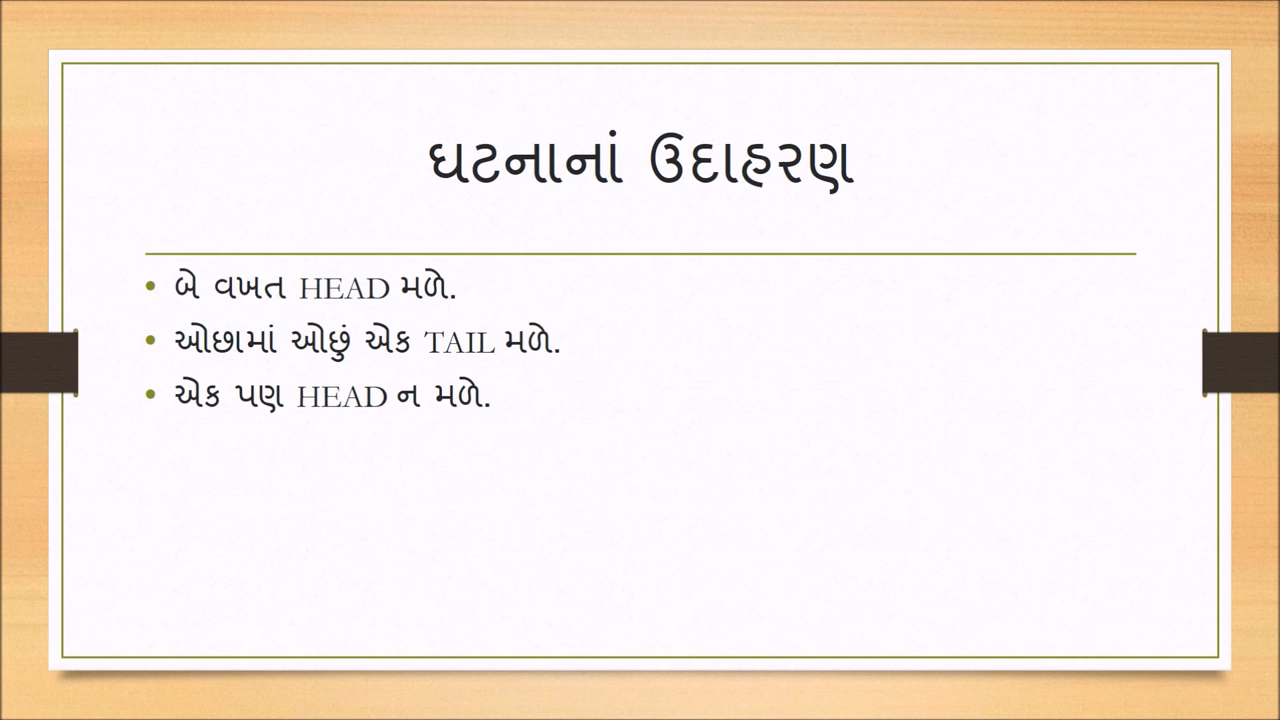 ઘટનાનાં ઉદાહરણ
• બે વખત HEAD મળે.
• ઓછામાં ઓછું એક TAIL મળે.
• એક પણ HEAD ન મળે.